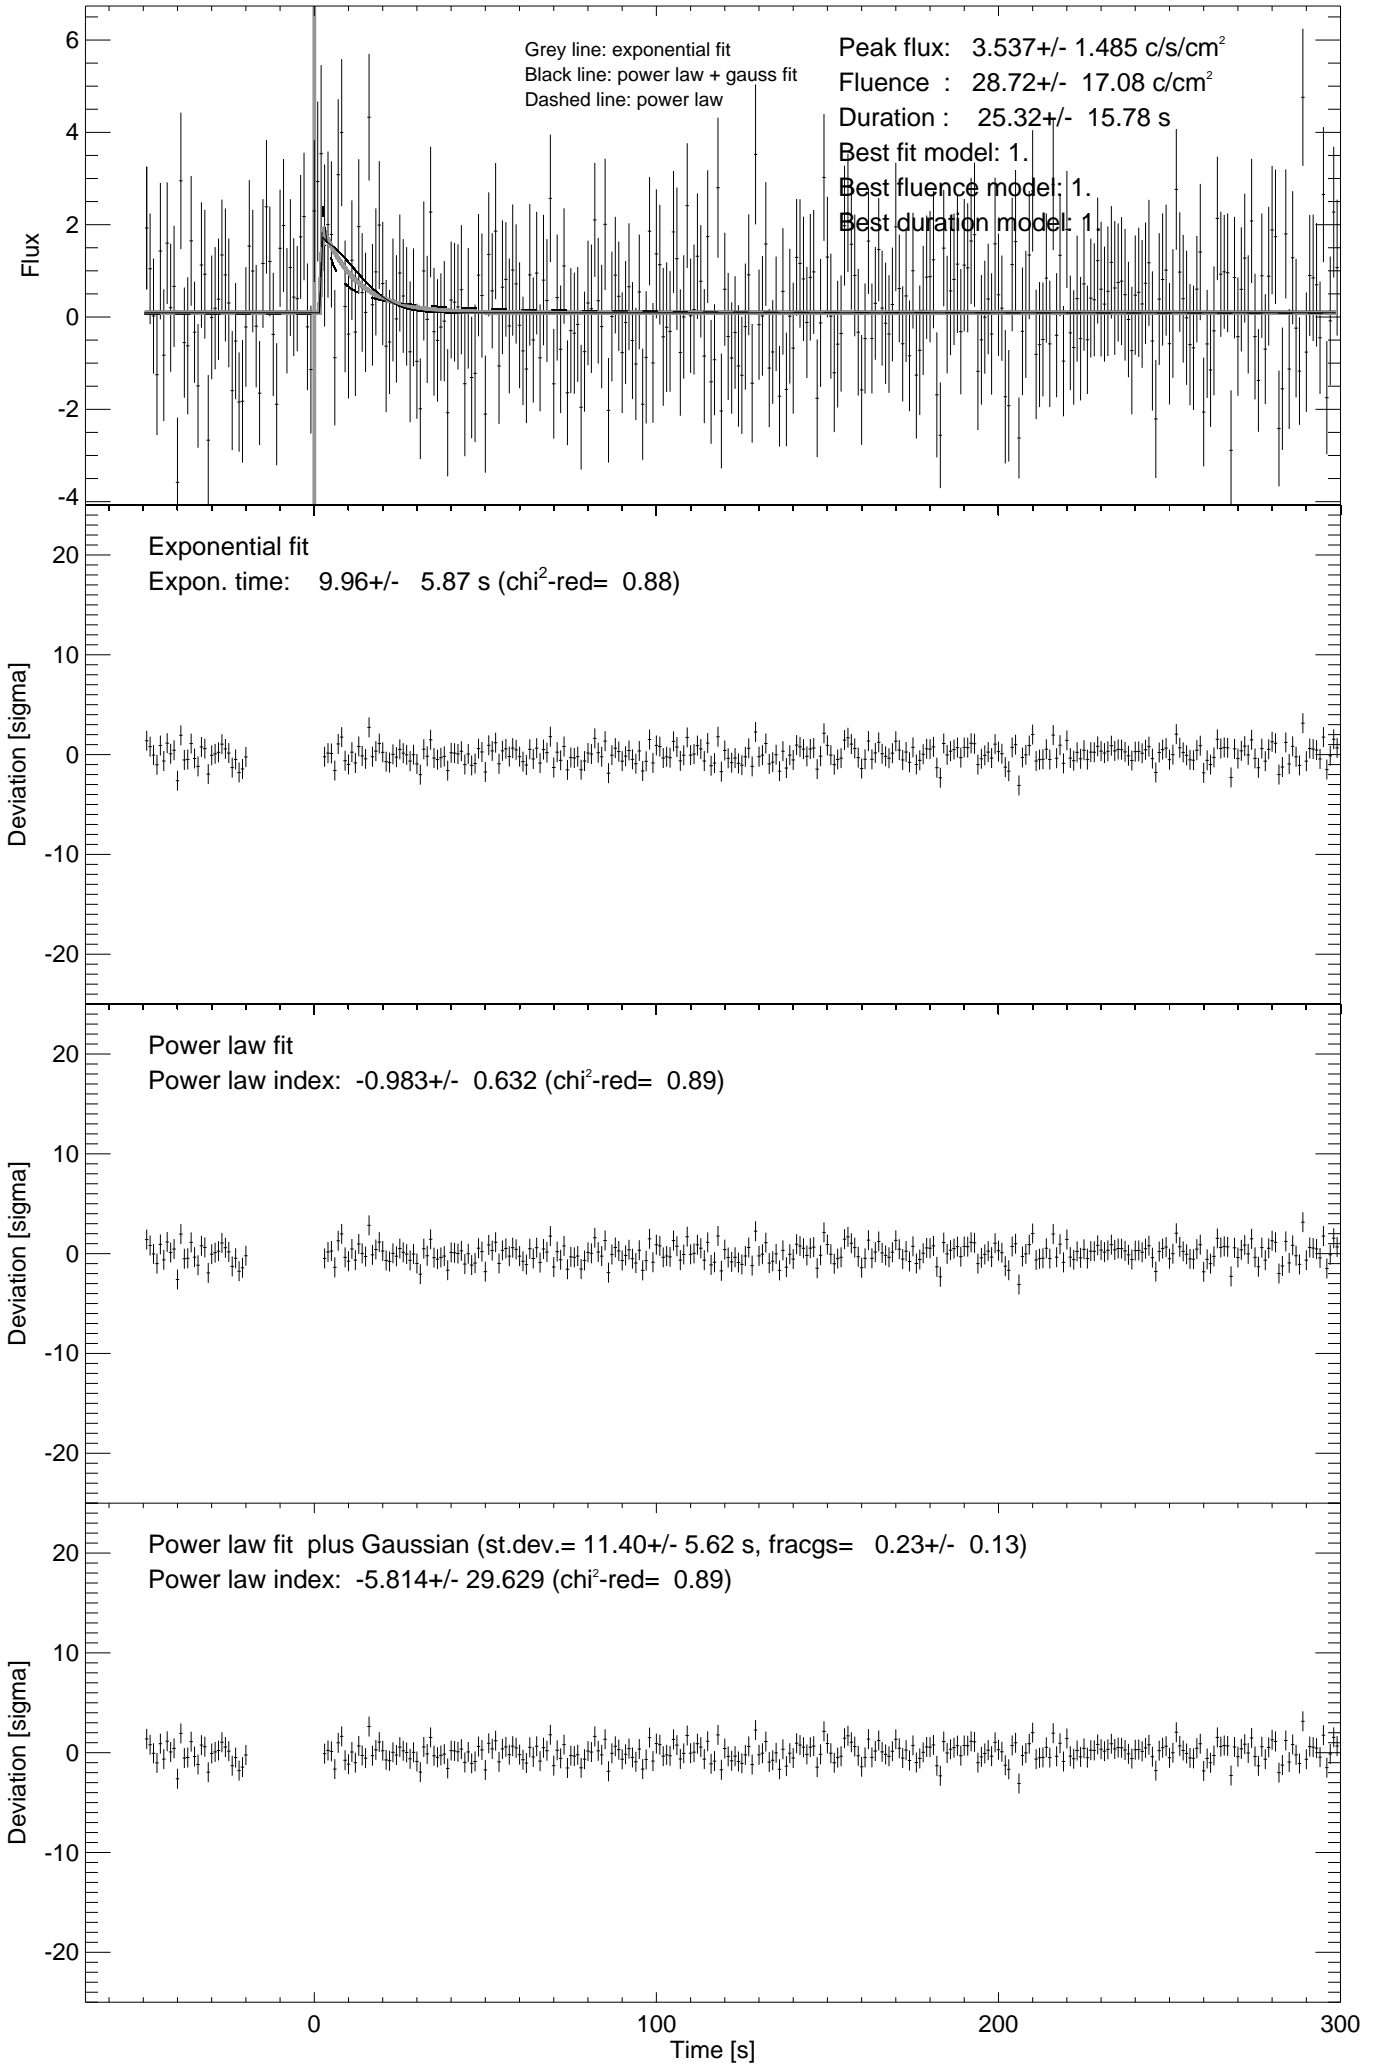 Grey line: exponential fit
Black line: power law + gauss fit
Dashed line: power law
Peak flux: 3.537+/- 1.485 c/s/cm²
Fluence : 28.72+/- 17.08 c/cm²
Duration : 25.32+/- 15.78 s
Best fit model: 1.
Best fluence model: 1.
Best duration model: 1.
Flux
6
4
2
0
-2
-4
Exponential fit
Expon. time: 9.96+/- 5.87 s (chi²-red= 0.88)
Deviation [sigma]
20
10
0
-10
-20
Power law fit
Power law index: -0.983+/- 0.632 (chi²-red= 0.89)
Deviation [sigma]
20
10
0
-10
-20
Power law fit plus Gaussian (st.dev.= 11.40+/- 5.62 s, fracgs= 0.23+/- 0.13)
Power law index: -5.814+/- 29.629 (chi²-red= 0.89)
Deviation [sigma]
20
10
0
-10
-20
0 100 200 300
Time [s]